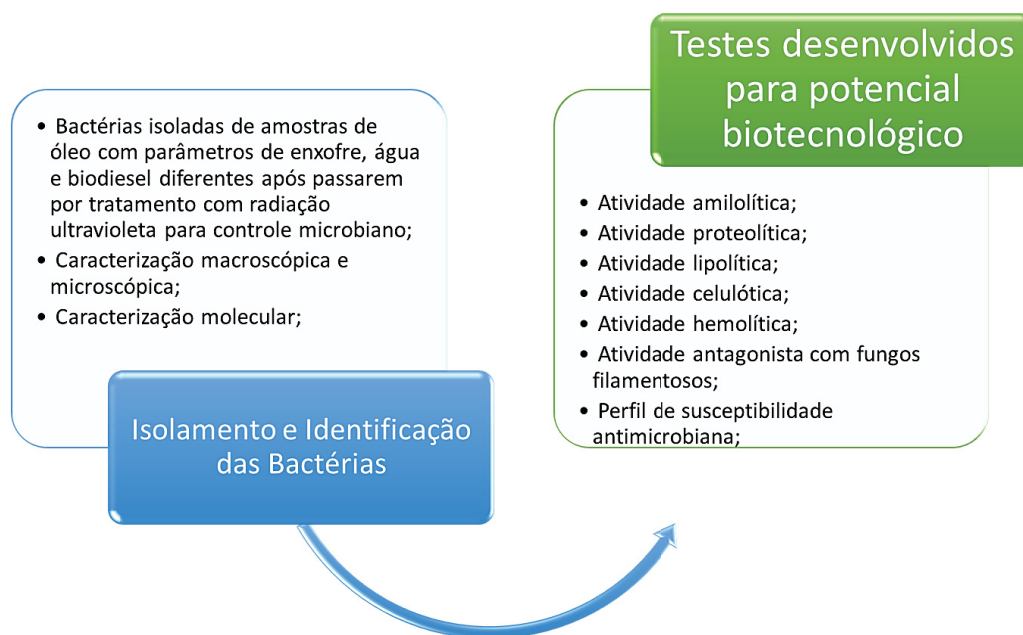 • Bactérias isoladas de amostras de
óleo com parâmetros de enxofre, água
e biodiesel diferentes após passarem
por tratamento com radiação
ultravioleta para controle microbiano;
• Caracterização macroscópica e
microscópica;
• Caracterização molecular;
Isolamento e Identificação
das Bactérias
Testes desenvolvidos
para potencial
biotecnológico
• Atividade amilolítica;
• Atividade proteolítica;
• Atividade lipolítica;
• Atividade celulótica;
• Atividade hemolítica;
• Atividade antagonista com fungos
filamentosos;
• Perfil de susceptibilidade
antimicrobiana;